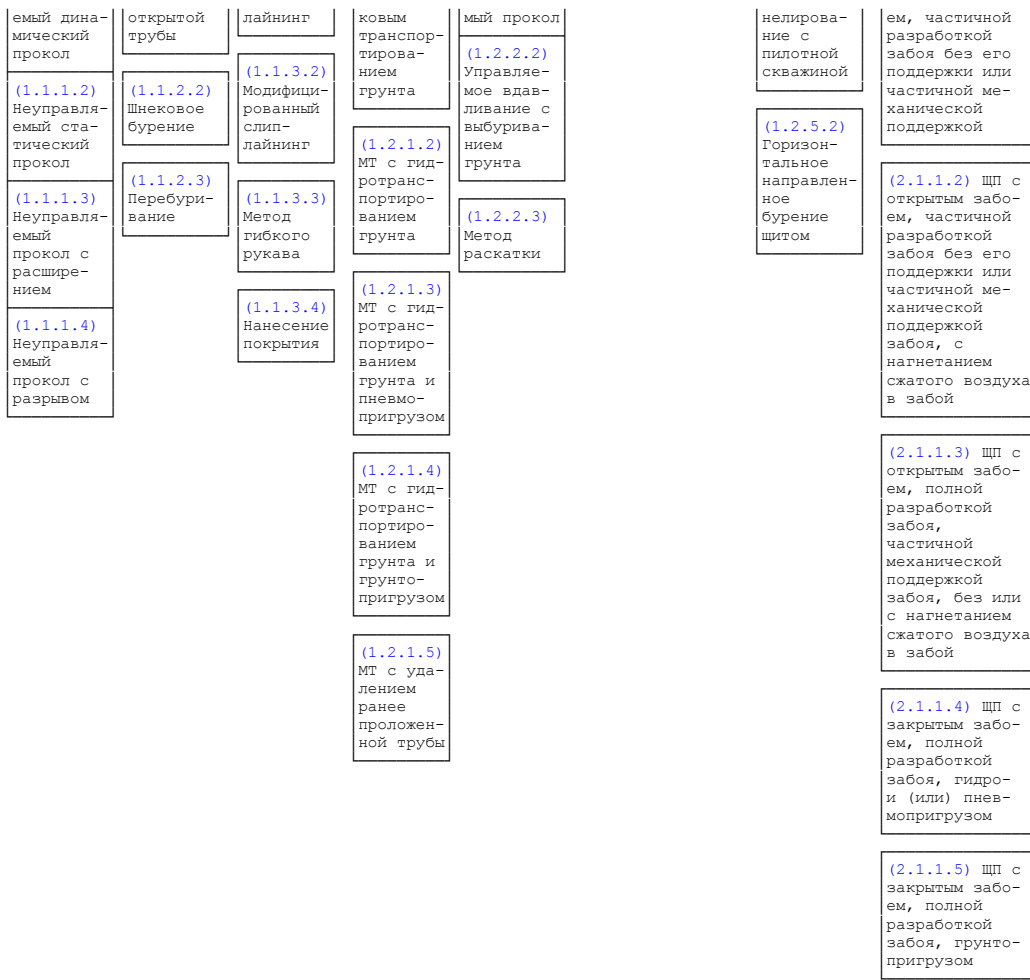 емый дина-
мический
прокол
(1.1.1.2)
Неуправля-
емый ста-
тический
прокол
(1.1.1.3)
Неуправля-
емый
прокол с
расшире-
нием
(1.1.1.4)
Неуправля-
емый
прокол с
разрывом
открытой
трубы
(1.1.2.2)
Шнековое
бурение
(1.1.2.3)
Перебури-
вание
лайнинг
(1.1.3.2)
Модифици-
рованный
слип-
лайнинг
(1.1.3.3)
Метод
гибкого
рукава
(1.1.3.4)
Нанесение
покрытия
ковым
транспор-
тирова-
нием
грунта
(1.2.1.2)
МТ с гид-
ротранс-
портиро-
ванием
грунта
(1.2.1.3)
МТ с гид-
ротранс-
портиро-
ванием
грунта и
пневмо-
пригрузом
(1.2.1.4)
МТ с гид-
ротранс-
портиро-
ванием
грунта и
грунто-
пригрузом
(1.2.1.5)
МТ с уда-
лением
ранее
проложен-
ной трубы
мый прокол
(1.2.2.2)
Управляе-
мое вдав-
ливание с
выбурива-
нием
грунта
(1.2.2.3)
Метод
раскатки
нелирова-
ние с
пилотной
скважиной
(1.2.5.2)
Горизон-
тальное
направлен-
ное
бурение
щитом
ем, частичной
разработкой
забоя без его
поддержки или
частичной ме-
ханической
поддержкой
(2.1.1.2) ЩП с
открытым забо-
ем, частичной
разработкой
забоя без его
поддержки или
частичной ме-
ханической
поддержкой
забоя, с
нагнетанием
сжатого воздуха
в забой
(2.1.1.3) ЩП с
открытым забо-
ем, полной
разработкой
забоя,
частичной
механической
поддержкой
забоя, без или
с нагнетанием
сжатого воздуха
в забой
(2.1.1.4) ЩП с
закрытым забо-
ем, полной
разработкой
забоя, гидро-
и (или) пнев-
мопригрузом
(2.1.1.5) ЩП с
закрытым забо-
ем, полной
разработкой
забоя, грунто-
пригрузом